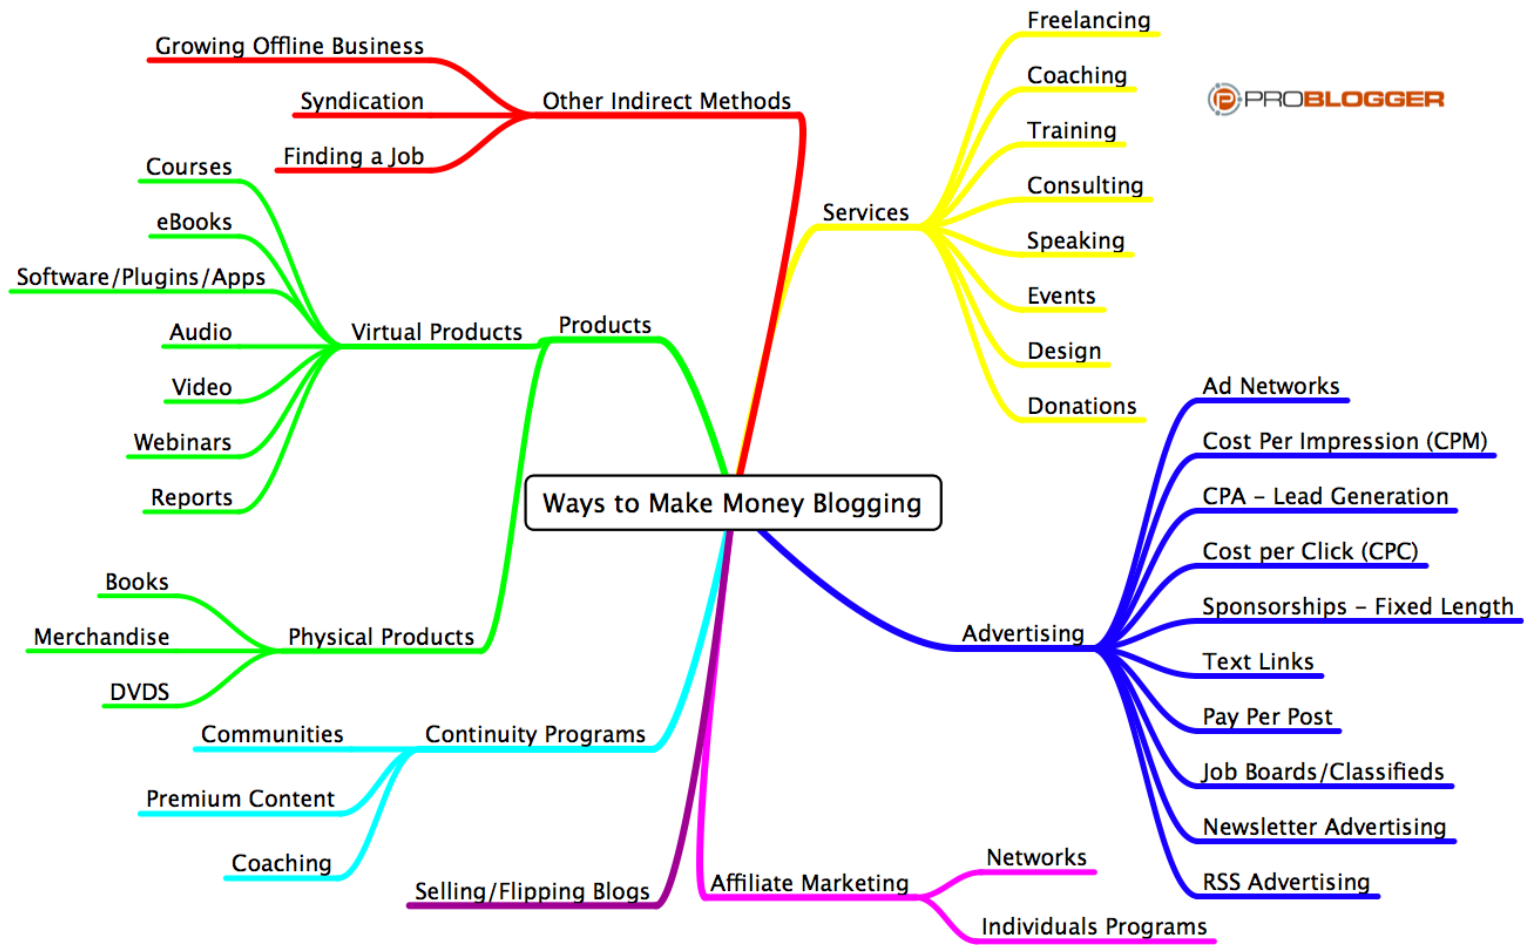 Ways to Make Money Blogging
Other Indirect Methods
Growing Offline Business
Syndication
Finding a Job
Products
Virtual Products
Courses
eBooks
Software/Plugins/Apps
Audio
Video
Webinars
Reports
Physical Products
Books
Merchandise
DVDS
Continuity Programs
Communities
Premium Content
Coaching
Selling/Flipping Blogs
PROBLOGGER
Services
Freelancing
Coaching
Training
Consulting
Speaking
Events
Design
Donations
Advertising
Ad Networks
Cost Per Impression (CPM)
CPA – Lead Generation
Cost per Click (CPC)
Sponsorships – Fixed Length
Text Links
Pay Per Post
Job Boards/Classifieds
Newsletter Advertising
RSS Advertising
Affiliate Marketing
Networks
Individuals Programs